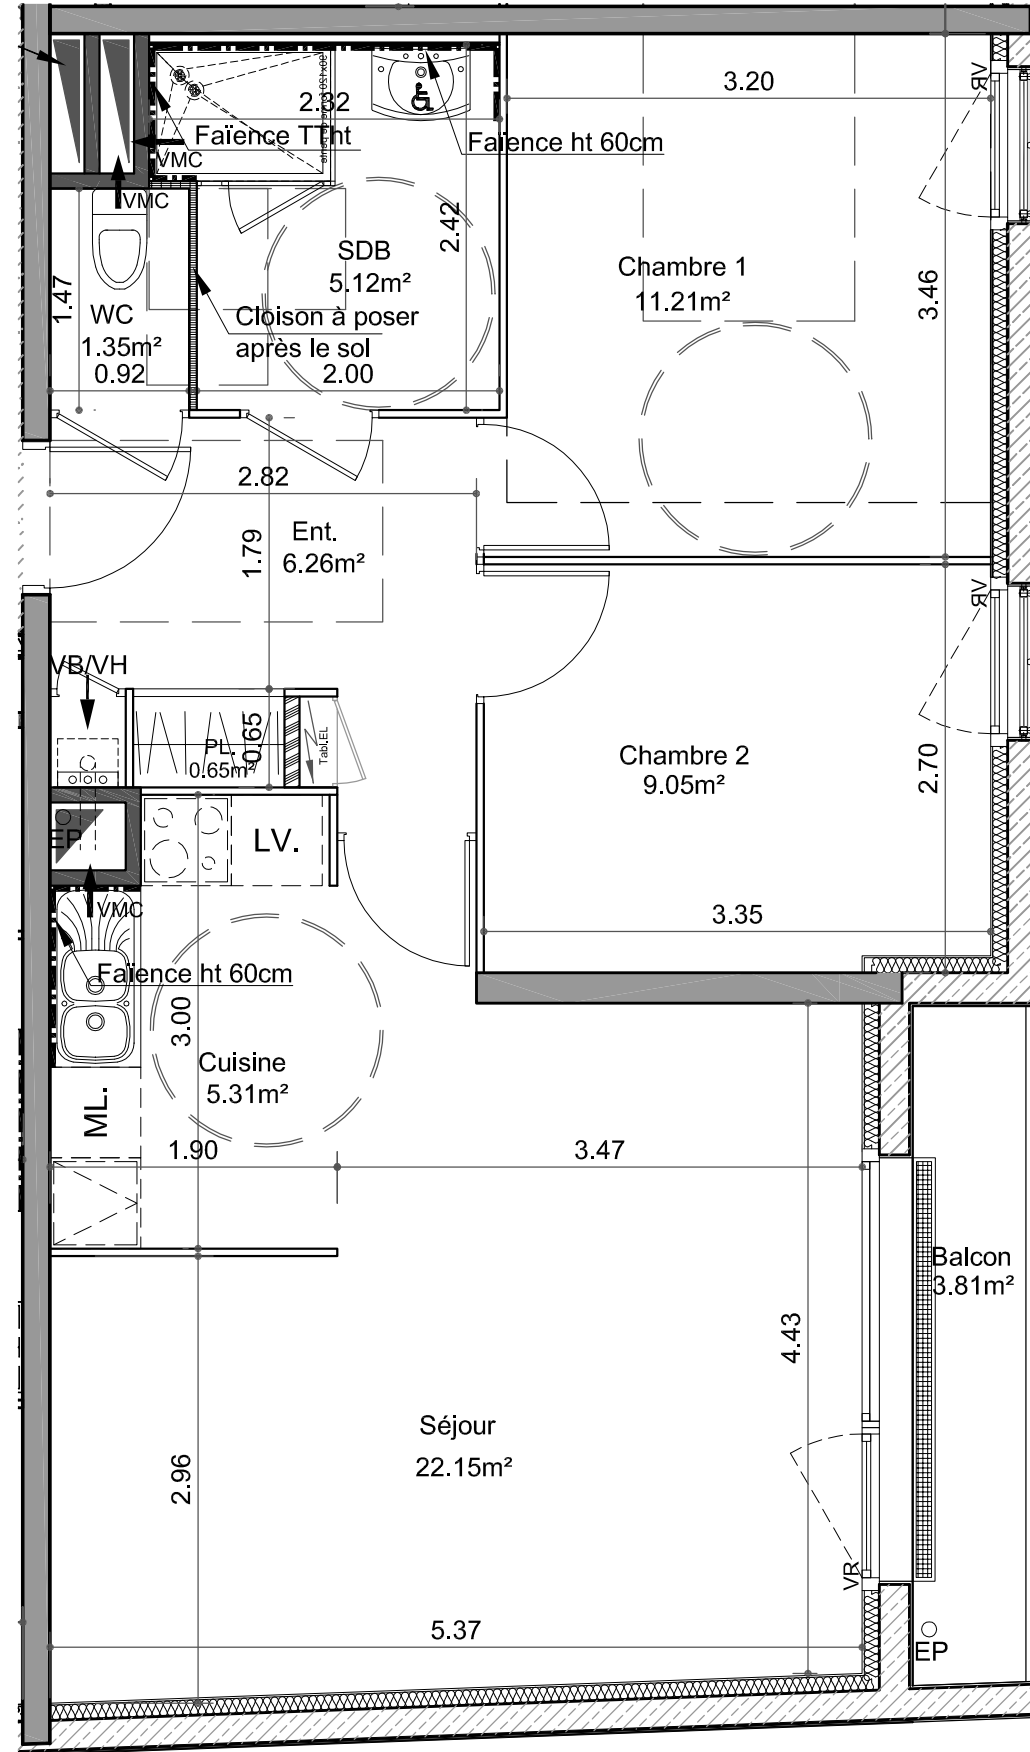 3.20
RV
2.32
Faïence TTht
Faïence ht 60cm
VMC
VMC
2.42
SDB
5.12m²
Chambre 1
11.21m²
3.46
1.47
WC
1.35m²
0.92
Cloison à poser
après le sol
2.00
2.82
Ent.
6.26m²
1.79
RV
VB/VH
PL.
0.65m²
0.65
Tabl.EL
Chambre 2
9.05m²
2.70
EP
LV.
VMC
3.35
Faïence ht 60cm
3.00
Cuisine
5.31m²
ML.
1.90
3.47
Balcon
3.81m²
4.43
Séjour
22.15m²
2.96
VR
5.37
EP